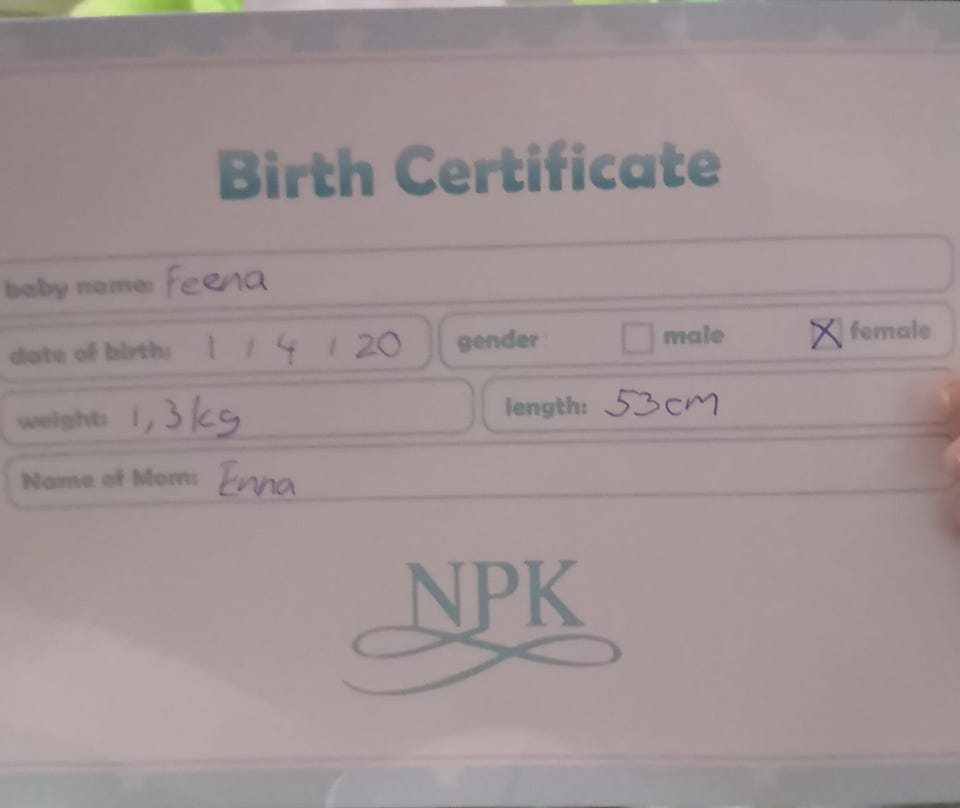 Birth Certificate
baby name: Feena
date of birth: 1 / 4 / 20 gender: male X female
weight: 1,3kg length: 53cm
Name of Mom: Enna
NPK